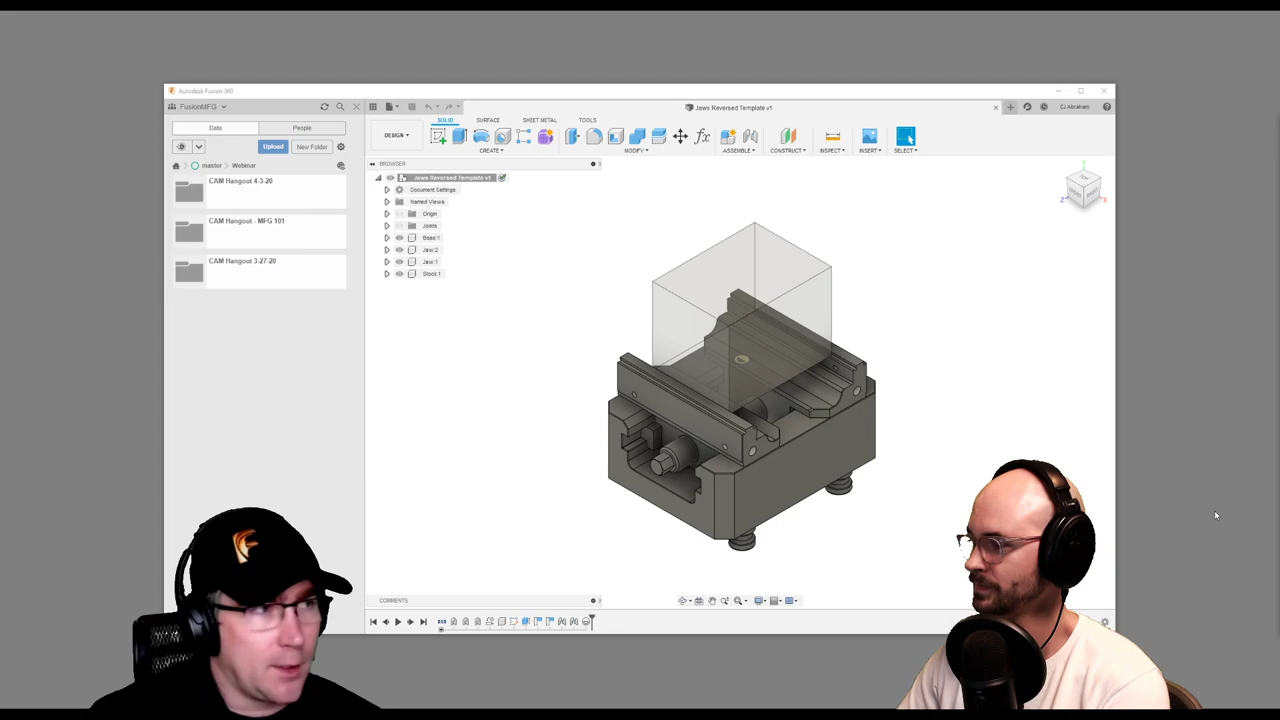 Autodesk Fusion 360
FusionMFG
Jaws Reversed Template v1
CJ Abraham
Data
People
Upload
New Folder
master
Webinar
CAM Hangout 4-3-20
CAM Hangout - MFG 101
CAM Hangout 3-27-20
SOLID
SURFACE
SHEET METAL
TOOLS
DESIGN
CREATE
MODIFY
ASSEMBLE
CONSTRUCT
INSPECT
INSERT
SELECT
BROWSER
Jaws Reversed Template v1
Document Settings
Named Views
Origin
Joints
Base:1
Jaw:2
Jaw:1
Stock:1
TOP
Y
Z
X
COMMENTS